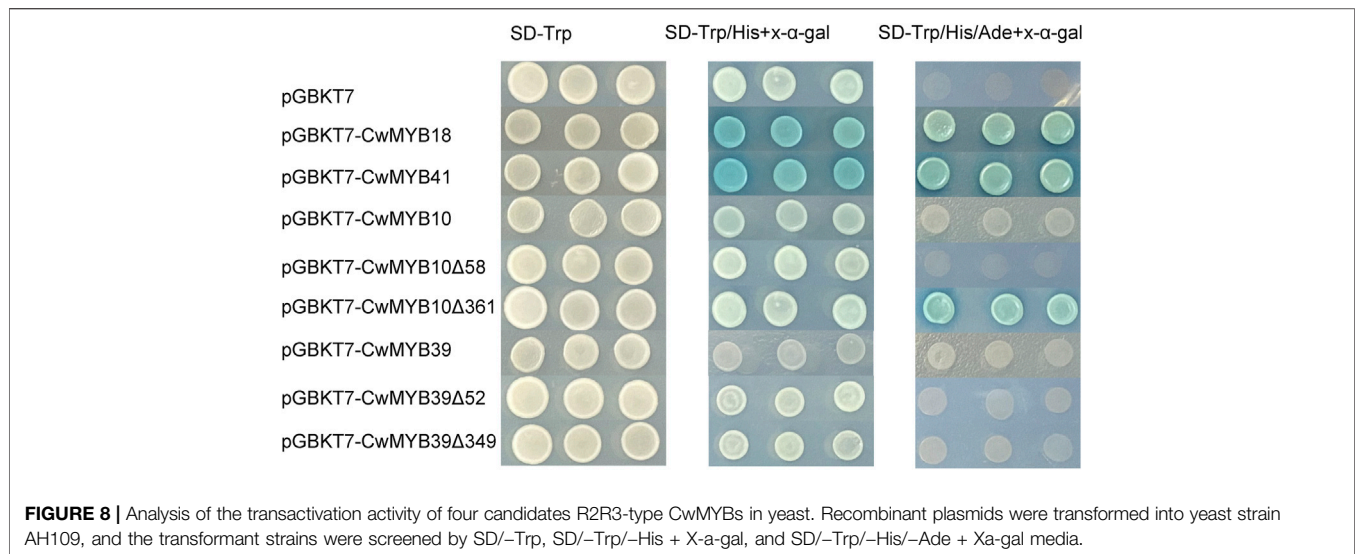 SD-Trp SD-Trp/His+x-α-gal SD-Trp/His/Ade+x-α-gal
pGBKT7
pGBKT7-CwMYB18
pGBKT7-CwMYB41
pGBKT7-CwMYB10
pGBKT7-CwMYB10Δ58
pGBKT7-CwMYB10Δ361
pGBKT7-CwMYB39
pGBKT7-CwMYB39Δ52
pGBKT7-CwMYB39Δ349
FIGURE 8 | Analysis of the transactivation activity of four candidates R2R3-type CwMYBs in yeast. Recombinant plasmids were transformed into yeast strain
AH109, and the transformant strains were screened by SD/–Trp, SD/–Trp/–His + X-a-gal, and SD/–Trp/–His/–Ade + Xa-gal media.